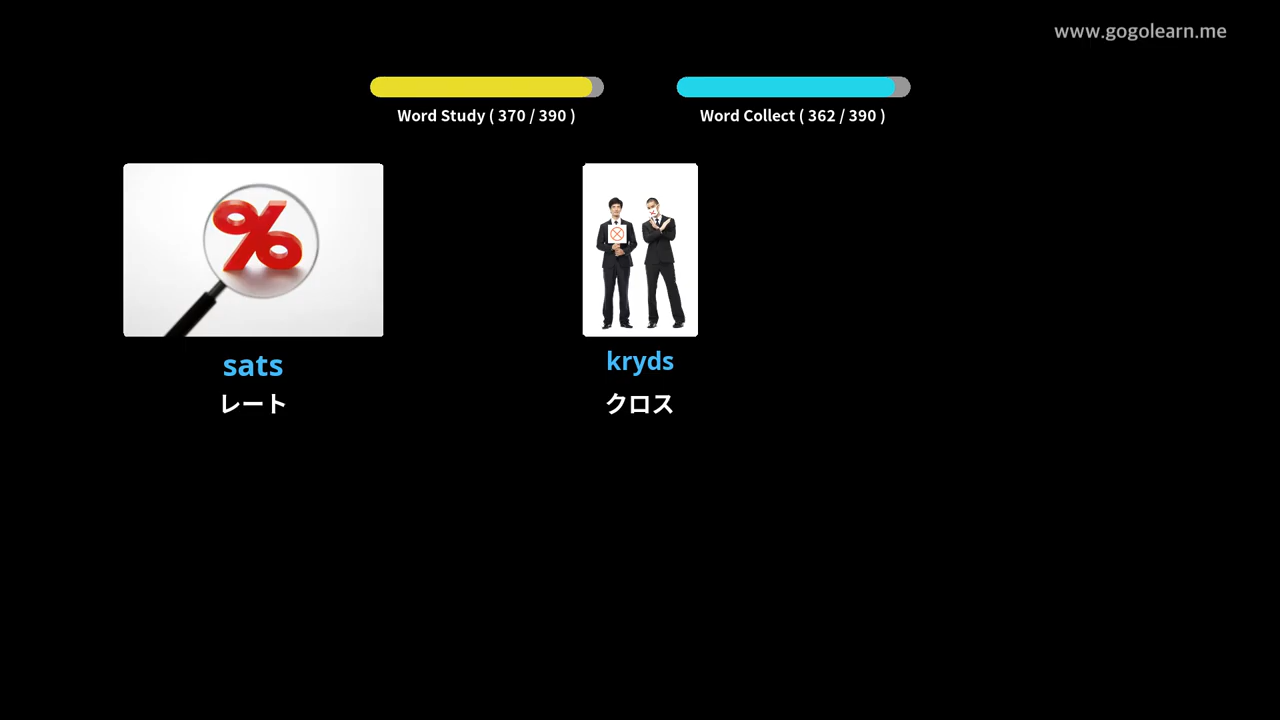 www.gogolearn.me
Word Study ( 370 / 390 )
Word Collect ( 362 / 390 )
sats
レート
kryds
クロス